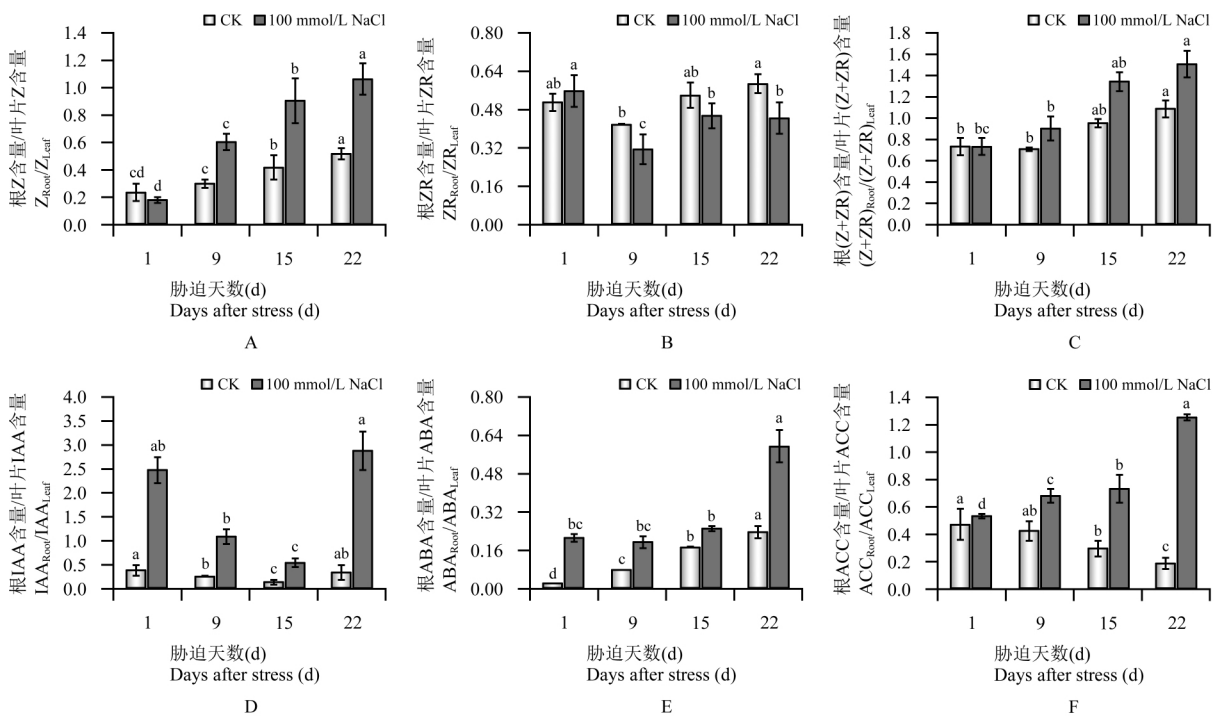 CK 100 mmol/L NaCl
根Z含量/叶片Z含量
Z_Root/Z_Leaf
1.4
1.2
1.0
0.8
0.6
0.4
0.2
0.0
cd d c c b b a a
1 9 15 22
胁迫天数(d)
Days after stress (d)
A
CK 100 mmol/L NaCl
根ZR含量/叶片ZR含量
ZR_Root/ZR_Leaf
0.80
0.64
0.48
0.32
0.16
0.00
ab a b c ab b a b
1 9 15 22
胁迫天数(d)
Days after stress (d)
B
CK 100 mmol/L NaCl
根(Z+ZR)含量/叶片(Z+ZR)含量
(Z+ZR)_Root/(Z+ZR)_Leaf
1.8
1.6
1.4
1.2
1.0
0.8
0.6
0.4
0.2
0.0
b bc b b ab ab a a
1 9 15 22
胁迫天数(d)
Days after stress (d)
C
CK 100 mmol/L NaCl
根IAA含量/叶片IAA含量
IAA_Root/IAA_Leaf
4.0
3.5
3.0
2.5
2.0
1.5
1.0
0.5
0.0
a ab b b c c ab a
1 9 15 22
胁迫天数(d)
Days after stress (d)
D
CK 100 mmol/L NaCl
根ABA含量/叶片ABA含量
ABA_Root/ABA_Leaf
0.80
0.64
0.48
0.32
0.16
0.00
d bc c bc b b a a
1 9 15 22
胁迫天数(d)
Days after stress (d)
E
CK 100 mmol/L NaCl
根ACC含量/叶片ACC含量
ACC_Root/ACC_Leaf
1.4
1.2
1.0
0.8
0.6
0.4
0.2
0.0
a d ab c b b c a
1 9 15 22
胁迫天数(d)
Days after stress (d)
F